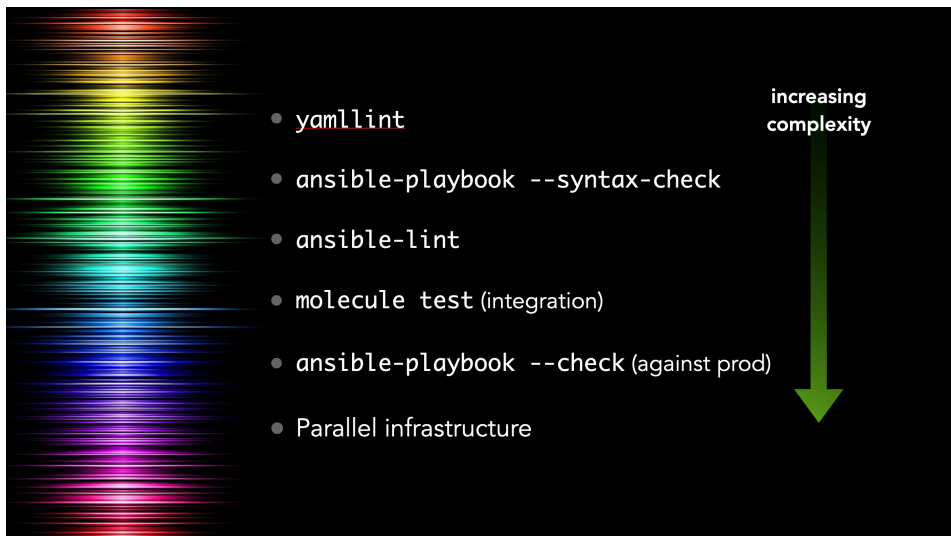 increasing
complexity
yamllint
ansible-playbook --syntax-check
ansible-lint
molecule test (integration)
ansible-playbook --check (against prod)
Parallel infrastructure